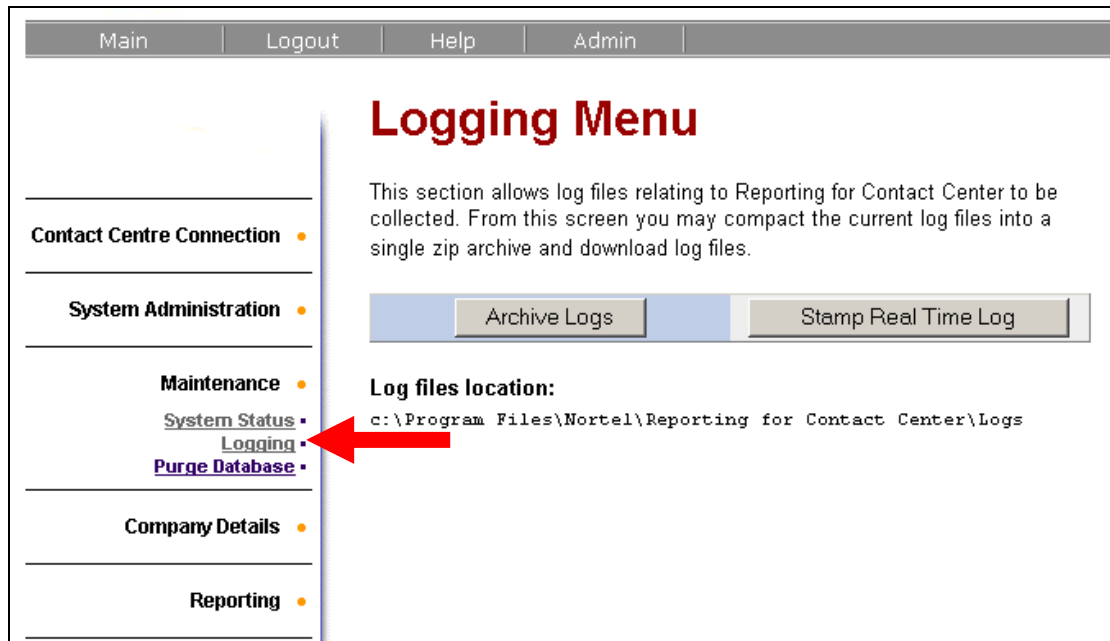 Main Logout Help Admin
Contact Centre Connection
System Administration
Maintenance
System Status
Logging
Purge Database
Company Details
Reporting
Logging Menu
This section allows log files relating to Reporting for Contact Center to be
collected. From this screen you may compact the current log files into a
single zip archive and download log files.
Archive Logs Stamp Real Time Log
Log files location:
c:\Program Files\Nortel\Reporting for Contact Center\Logs